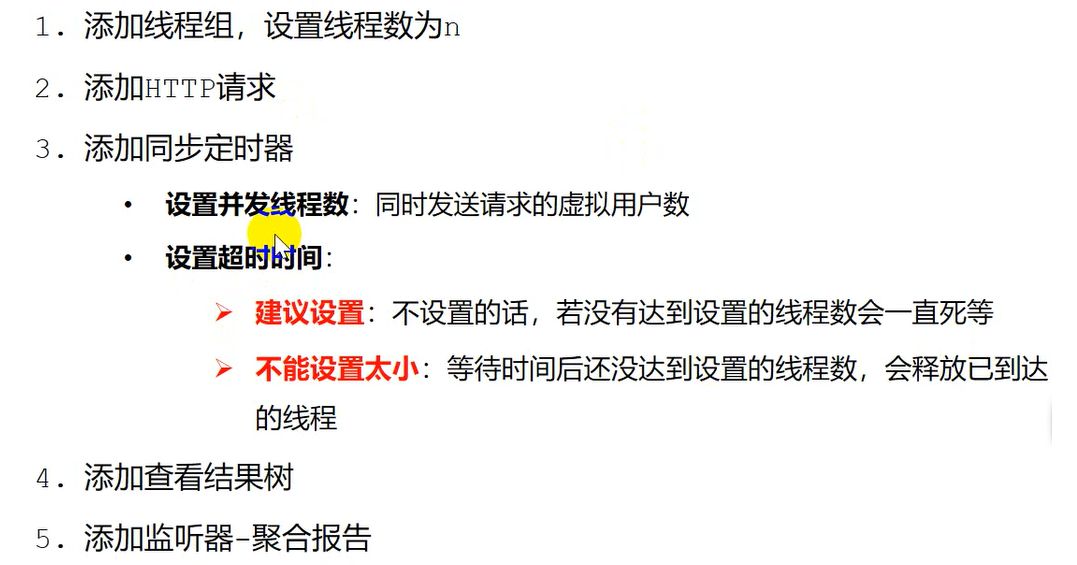 1. 添加线程组，设置线程数为n
2. 添加HTTP请求
3. 添加同步定时器
• 设置并发线程数：同时发送请求的虚拟用户数
• 设置超时时间：
➢ 建议设置：不设置的话，若没有达到设置的线程数会一直死等
➢ 不能设置太小：等待时间后还没达到设置的线程数，会释放已到达
的线程
4. 添加查看结果树
5. 添加监听器-聚合报告